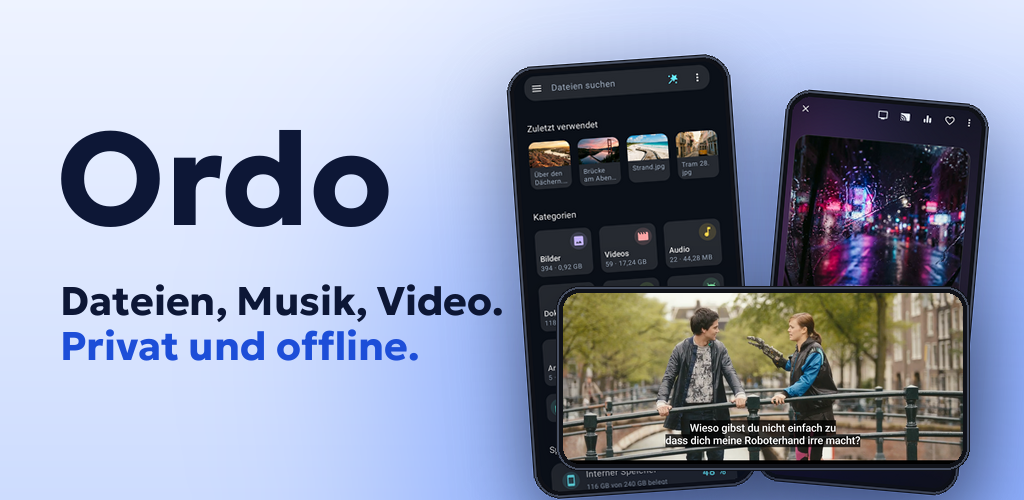 Ordo
Dateien, Musik, Video.
Privat und offline.
Dateien suchen
Zuletzt verwendet
Über den
Dächern...
Brücke
am Aben...
Strand.jpg
Tram 28.
jpg
Kategorien
Bilder
394 · 0,92 GB
Videos
59 · 17,24 GB
Audio
22 · 44,28 MB
Wieso gibst du nicht einfach zu
dass dich meine Roboterhand irre macht?
Interner Speicher
116 GB von 240 GB belegt
48 %